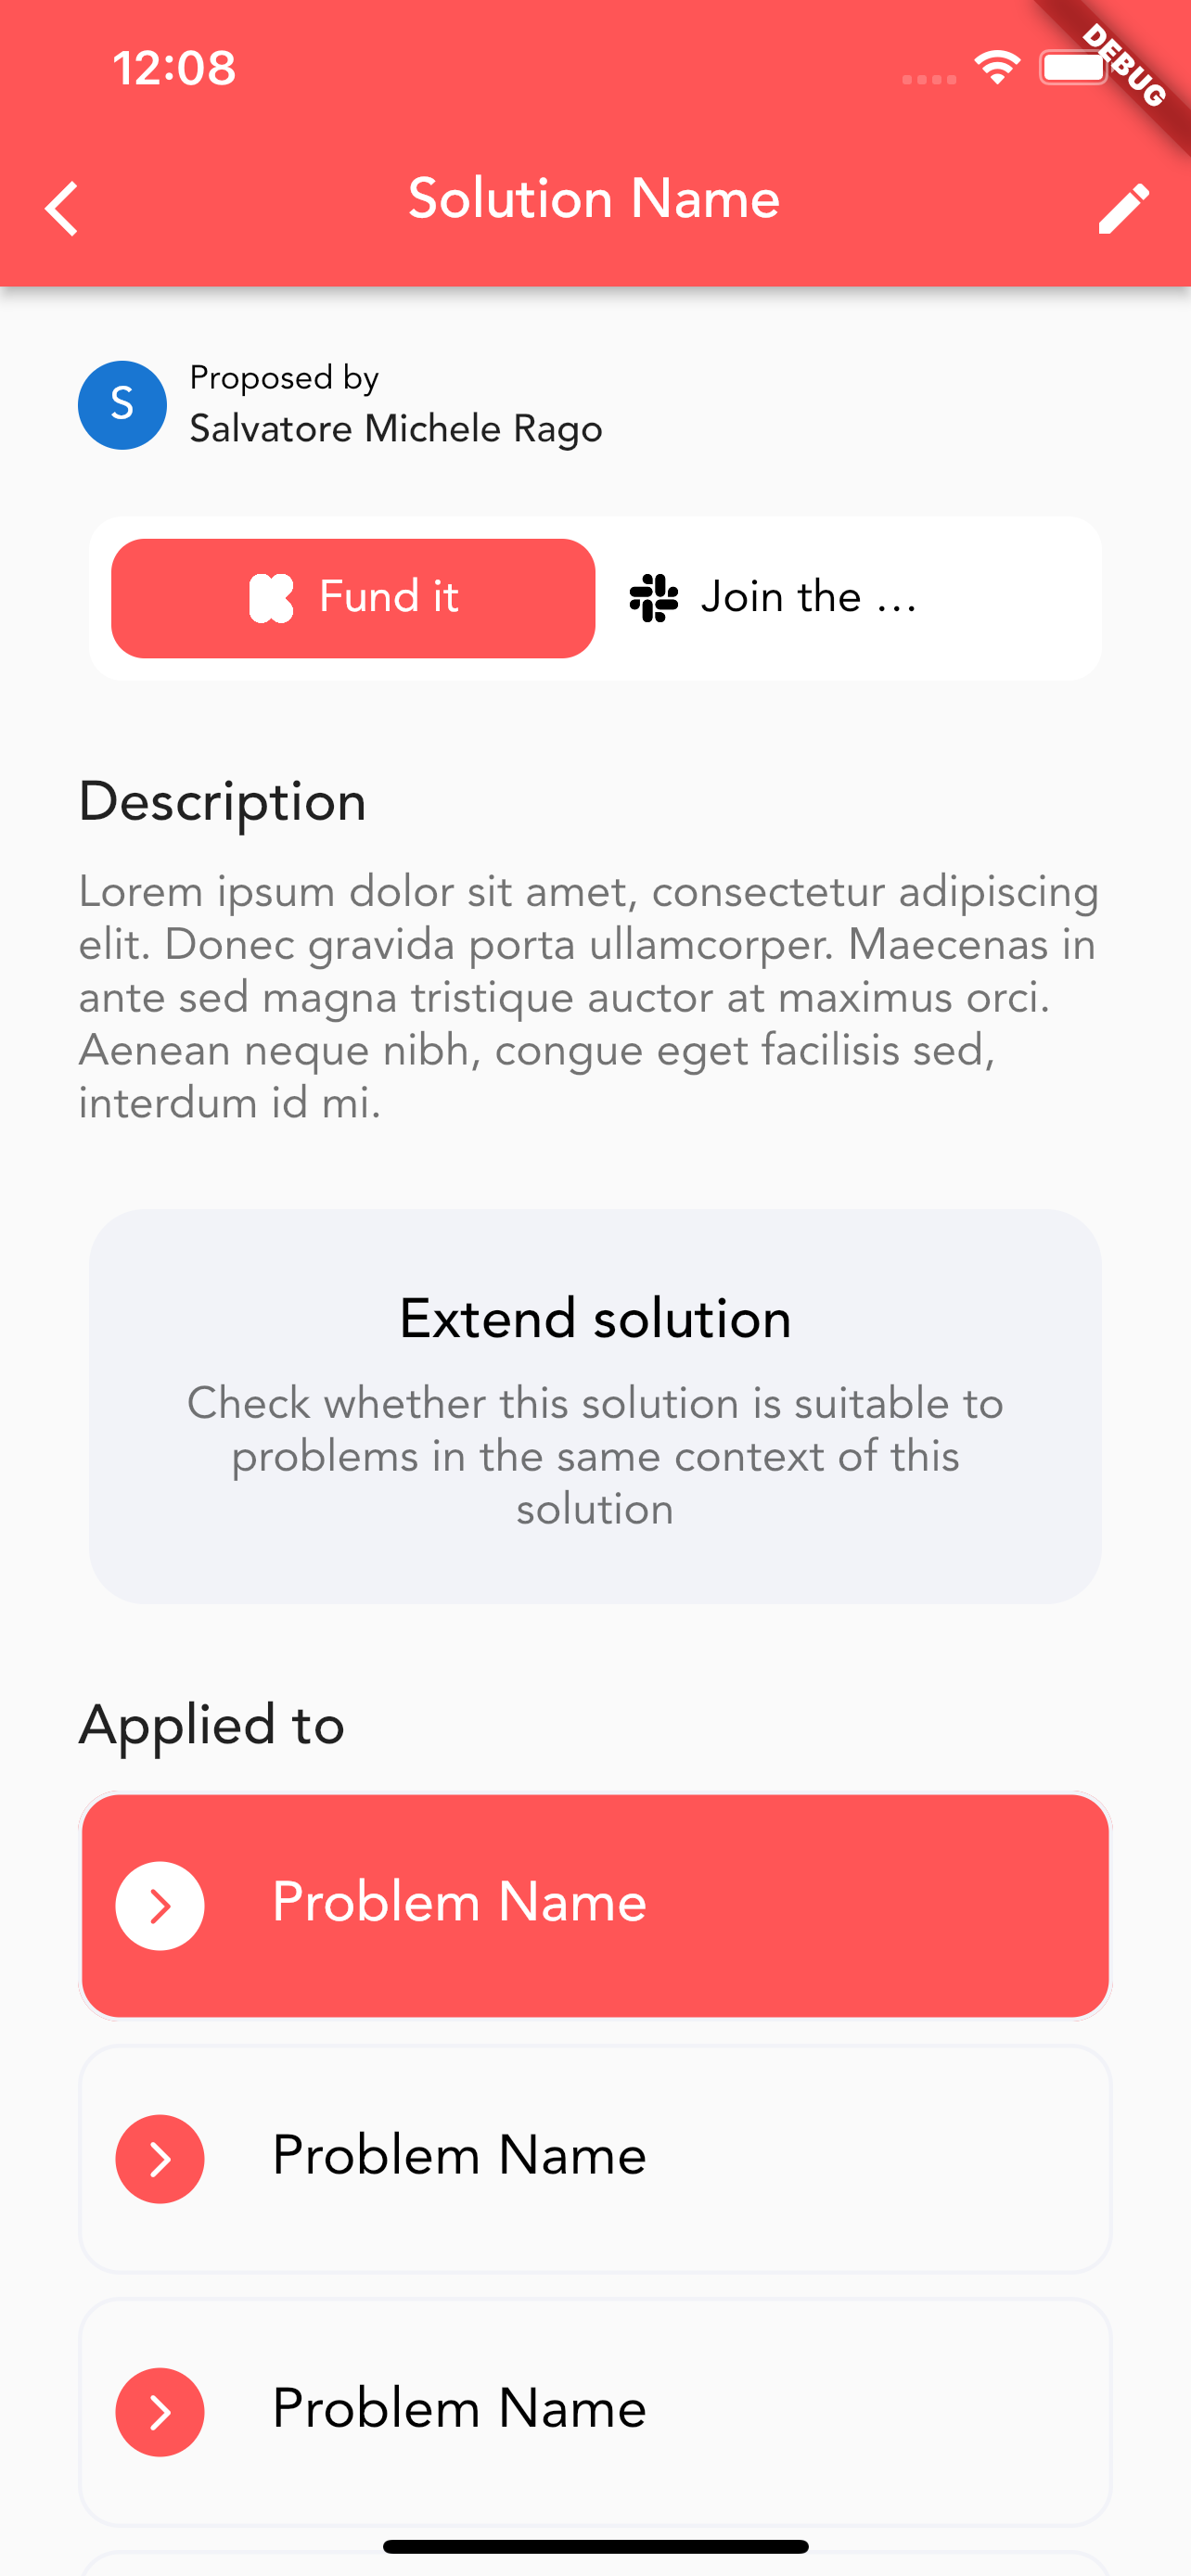 12:08
DEBUG
Solution Name
S
Proposed by
Salvatore Michele Rago
Fund it
Join the ...
Description
Lorem ipsum dolor sit amet, consectetur adipiscing
elit. Donec gravida porta ullamcorper. Maecenas in
ante sed magna tristique auctor at maximus orci.
Aenean neque nibh, congue eget facilisis sed,
interdum id mi.
Extend solution
Check whether this solution is suitable to
problems in the same context of this
solution
Applied to
Problem Name
Problem Name
Problem Name